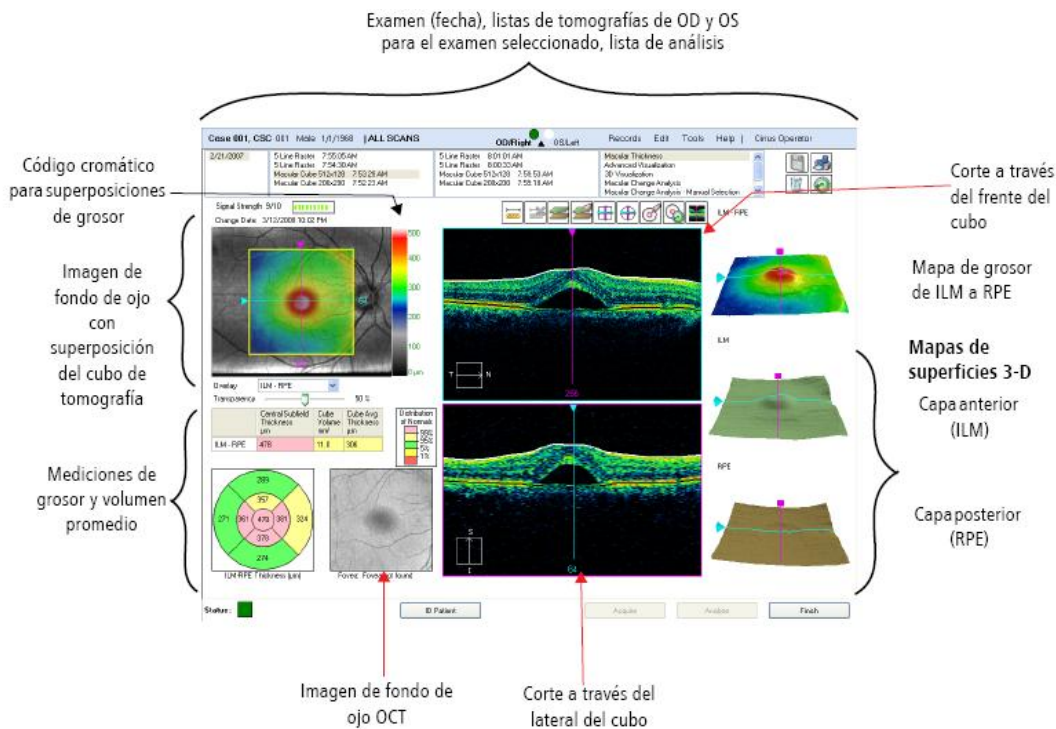 Examen (fecha), listas de tomografías de OD y OS
para el examen seleccionado, lista de análisis
Case 001, CSC 001 Male 1/1/1968 | ALL SCANS
OD/Right OS/Left
Records Edit Tools Help | Cirrus Operator
2/21/2007
5 Line Raster 7:55:05 AM
5 Line Raster 7:54:30 AM
Macular Cube 512x128 7:53:28 AM
Macular Cube 200x200 7:52:23 AM
5 Line Raster 8:01:01 AM
5 Line Raster 8:00:33 AM
Macular Cube 512x128 7:58:50 AM
Macular Cube 200x200 7:58:18 AM
Macular Thickness
Advanced Visualization
3D Visualization
Macular Change Analysis
Macular Change Analysis Manual Selection
Código cromático
para superposiciones
de grosor
Corte a través
del frente del
cubo
Signal Strength 9/10
Change Date: 3/12/2008 10:02 PM
ILM - RPE
500
400
300
200
100
0 µm
Imagen de
fondo de ojo
con
superposición
del cubo de
tomografía
Mapa de grosor
de ILM a RPE
ILM
T
N
Mapas de
superficies 3-D
Capa anterior
(ILM)
Overlay ILM - RPE
Transparency 50 %
Central Subfield
Thickness
µm
Cube
Volume
mm³
Cube Avg
Thickness
µm
ILM - RPE 478 11.0 306
Distribution
of Normals
99%
95%
5%
1%
RPE
Mediciones de
grosor y volumen
promedio
289
357
271 361 478 381 324
378
274
ILM-RPE Thickness (µm)
S
I
64
Capa posterior
(RPE)
Status:
ID Patient
Acquire
Analyze
Finish
Imagen de fondo de
ojo OCT
Corte a través del
lateral del cubo